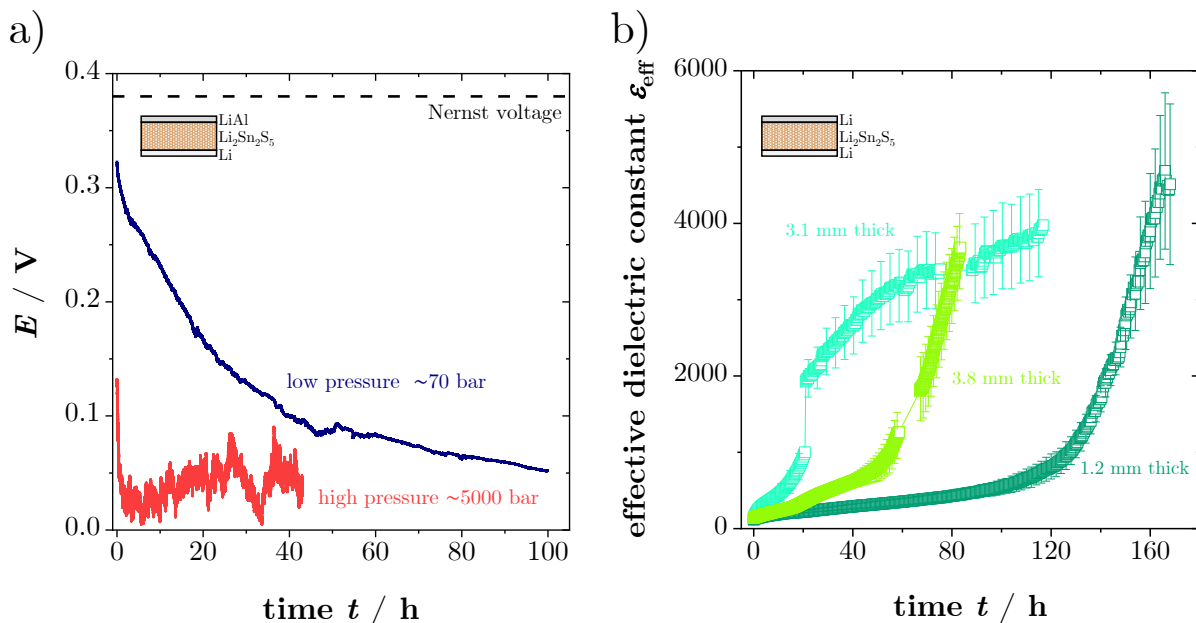 a)
0.4
0.3
0.2
0.1
0.0
E / V
Nernst voltage
LiAl
Li₂Sn₂S₅
Li
low pressure ~70 bar
high pressure ~5000 bar
0
20
40
60
80
100
time t / h
b)
6000
4000
2000
0
effective dielectric constant ε_eff
Li
Li₂Sn₂S₅
Li
3.1 mm thick
3.8 mm thick
1.2 mm thick
0
40
80
120
160
time t / h